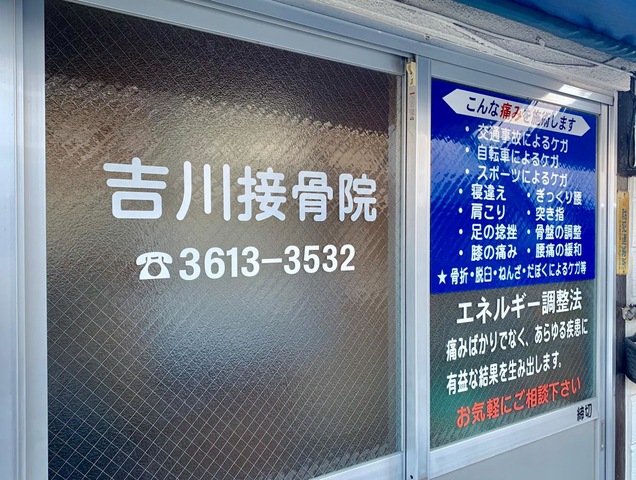 吉川接骨院
☎3613-3532
こんな痛みを施術します
・交通事故によるケガ
・自転車によるケガ
・スポーツによるケガ
・寝違え ・ぎっくり腰
・肩こり ・突き指
・足の捻挫 ・骨盤の調整
・膝の痛み ・腰痛の緩和
★骨折・脱臼・ねんざ・だぼくによるケガ等
エネルギー調整法
痛みばかりでなく、あらゆる疾患に
有益な結果を生み出します。
お気軽にご相談下さい
締切